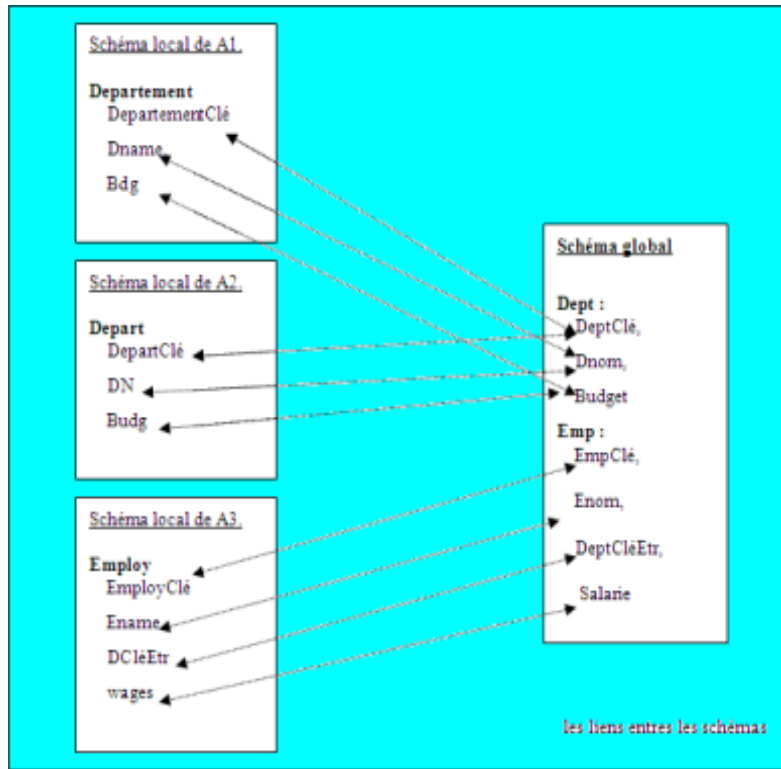 Schéma local de A1.
Departement
DepartementClé
Dname
Bdg
Schéma local de A2.
Depart
DepartClé
DN
Budg
Schéma local de A3.
Employ
EmployClé
Ename
DCléEtr
wages
Schéma global
Dept :
DeptClé,
Dnom,
Budget
Emp :
EmpClé,
Enom,
DeptCléEtr,
Salarie
les liens entres les schémas